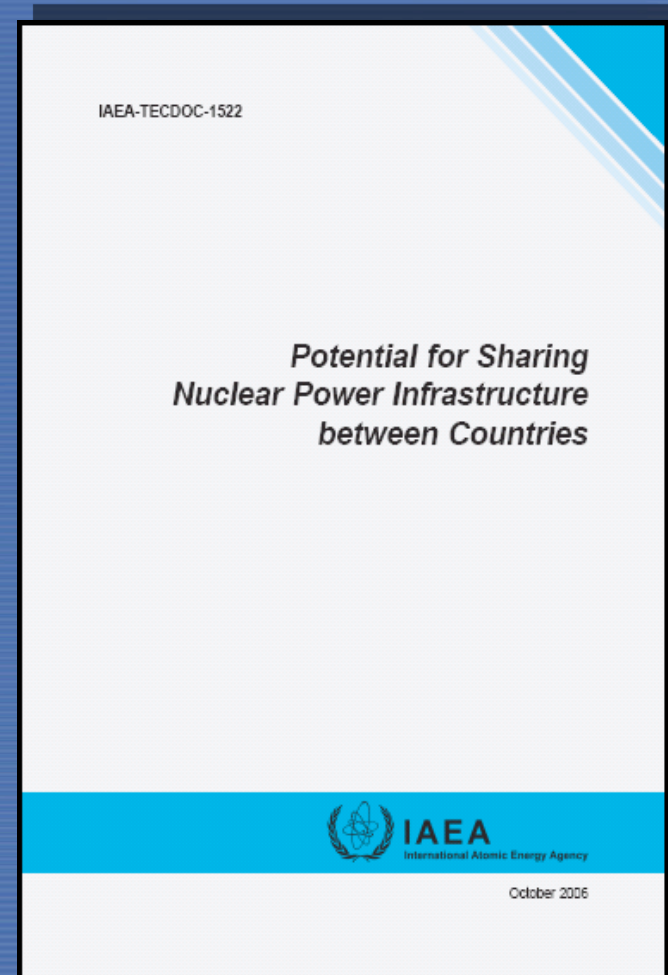 IAEA-TECDOC-1522
Potential for Sharing
Nuclear Power Infrastructure
between Countries
IAEA
International Atomic Energy Agency
October 2006